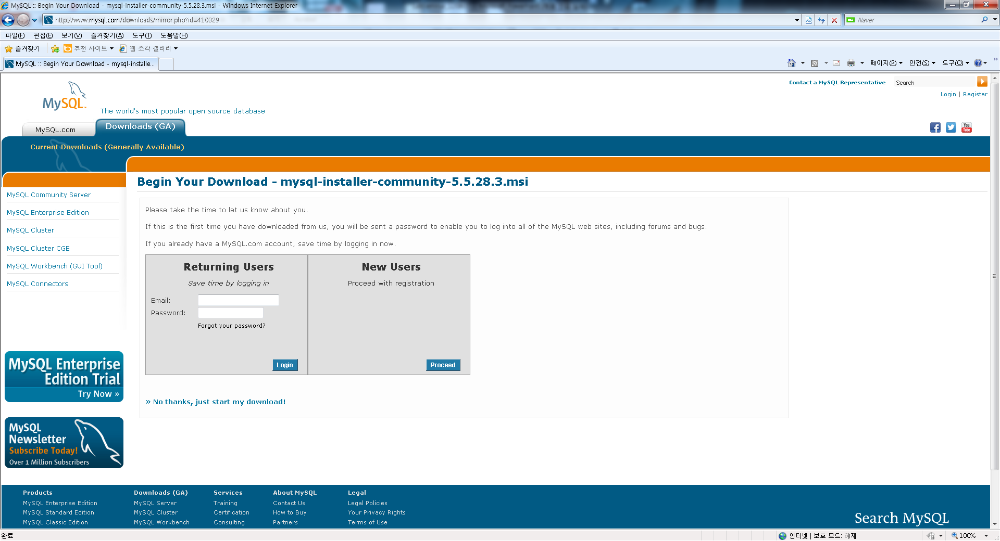 MySQL :: Begin Your Download - mysql-installer-community-5.5.28.3.msi - Windows Internet Explorer
http://www.mysql.com/downloads/mirror.php?id=410329
Naver
파일(F) 편집(E) 보기(V) 즐겨찾기(A) 도구(T) 도움말(H)
즐겨찾기 추천 사이트 웹 조각 갤러리
MySQL :: Begin Your Download - mysql-installe...
페이지(P) 안전(S) 도구(O)
Contact a MySQL Representative Search
Login | Register
MySQL
The world's most popular open source database
MySQL.com Downloads (GA)
Current Downloads (Generally Available)
Begin Your Download - mysql-installer-community-5.5.28.3.msi
MySQL Community Server
MySQL Enterprise Edition
MySQL Cluster
MySQL Cluster CGE
MySQL Workbench (GUI Tool)
MySQL Connectors
Please take the time to let us know about you.
If this is the first time you have downloaded from us, you will be sent a password to enable you to log into all of the MySQL web sites, including forums and bugs.
If you already have a MySQL.com account, save time by logging in now.
Returning Users
Save time by logging in
Email:
Password:
Forgot your password?
Login
New Users
Proceed with registration
Proceed
» No thanks, just start my download!
MySQL Enterprise
Edition Trial
Try Now »
MySQL
Newsletter
Subscribe Today!
Over 1 Million Subscribers
Products
MySQL Enterprise Edition
MySQL Standard Edition
MySQL Classic Edition
Downloads (GA)
MySQL Server
MySQL Cluster
MySQL Workbench
Services
Training
Certification
Consulting
About MySQL
Contact Us
How to Buy
Partners
Legal
Legal Policies
Your Privacy Rights
Terms of Use
Search MySQL
완료
인터넷 | 보호 모드: 해제
100%